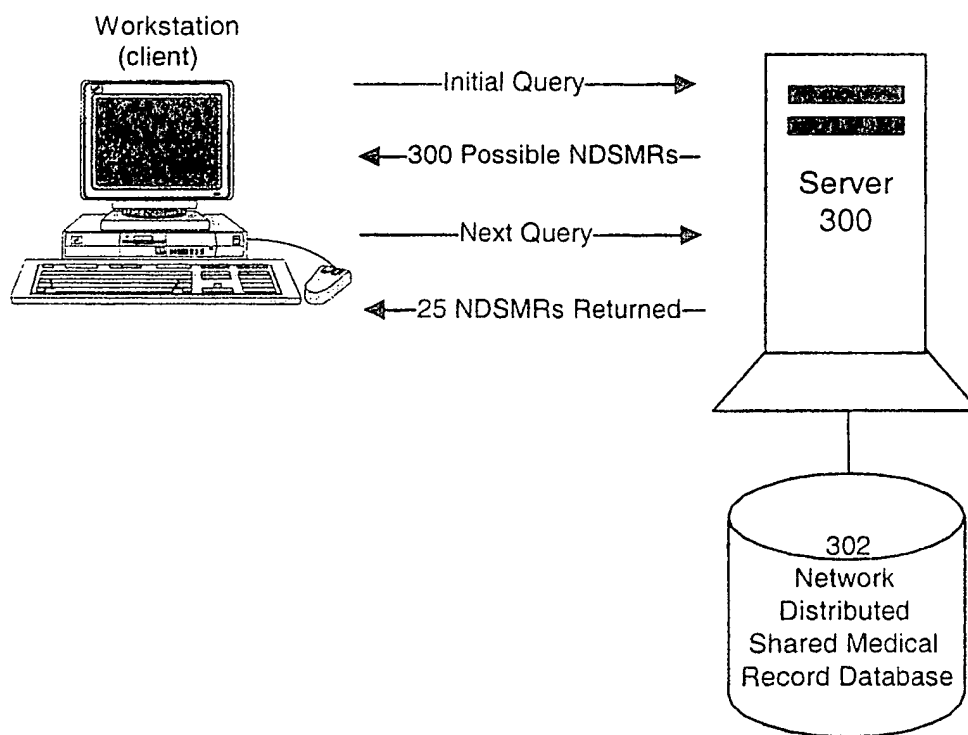 Workstation
(client)
Initial Query
300 Possible NDSMRs
Next Query
25 NDSMRs Returned
Server
300
302
Network
Distributed
Shared Medical
Record Database